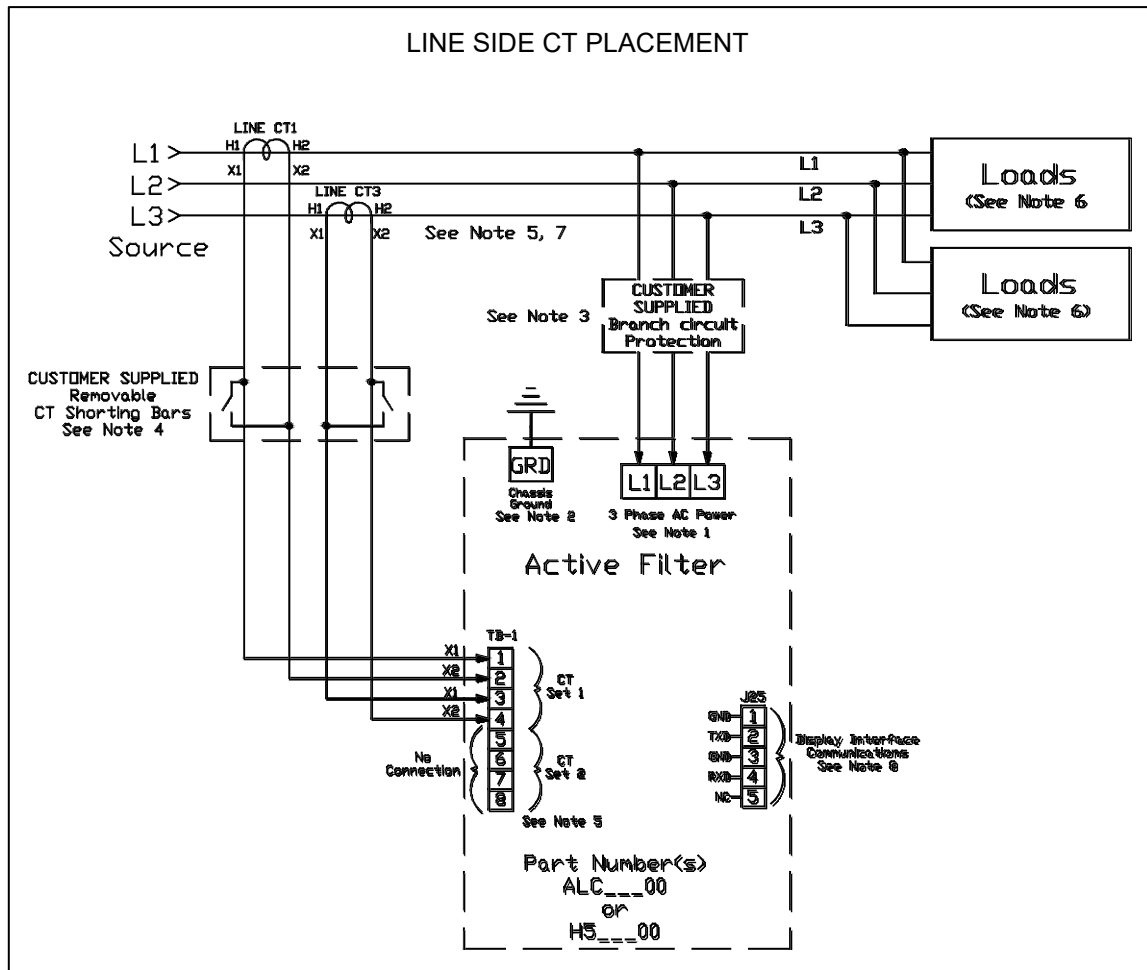 LINE SIDE CT PLACEMENT
LINE CT1
H1 H2
L1
X1 X2
L1
Loads
(See Note 6
L2
LINE CT3
L2
H1 H2
L3
X1 X2
See Note 5, 7
L3
Source
Loads
(See Note 6)
CUSTOMER
SUPPLIED
Branch circuit
Protection
See Note 3
CUSTOMER SUPPLIED
Removable
CT Shorting Bars
See Note 4
GRD
Chassis
Ground
See Note 2
L1 L2 L3
3 Phase AC Power
See Note 1
Active Filter
TB-1
X1 1
X2 2
X1 3
X2 4
5
6
7
8
CT
Set 1
No
Connection
CT
Set 2
See Note 5
J25
GND 1
TXD 2
GND 3
RXD 4
NC 5
Display Interface
Communications
See Note 8
Part Number(s)
ALC___00
or
H5___00